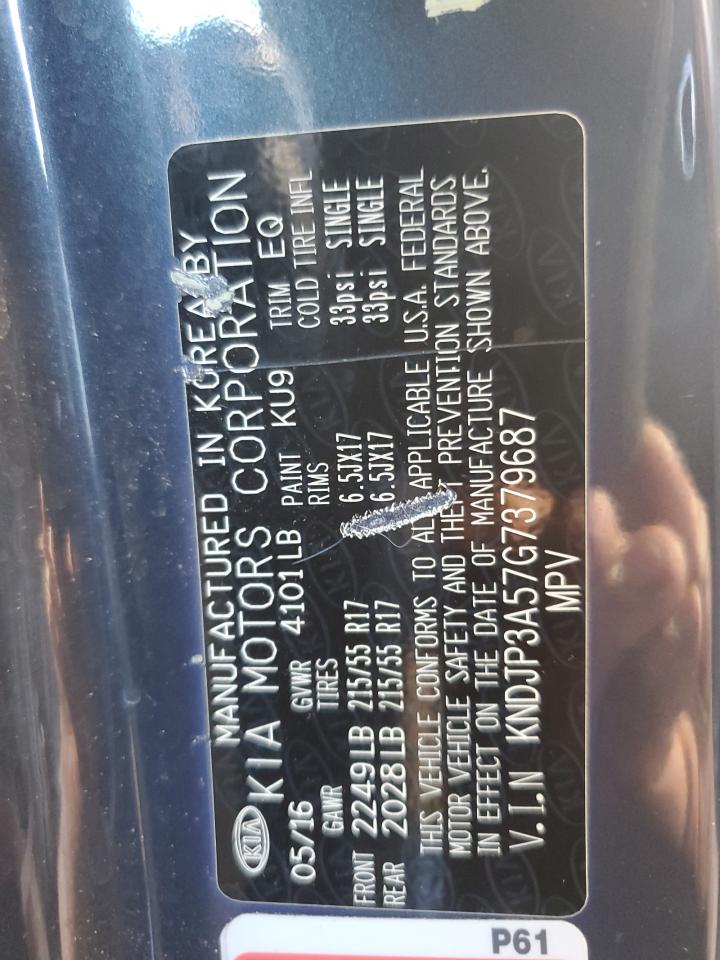 KIA
MANUFACTURED IN KOREA BY
KIA MOTORS CORPORATION
05/16 GVWR 4101LB PAINT KU9 TRIM EQ
GAWR TIRES RIMS COLD TIRE INFL
FRONT 2249LB 215/55 R17 6.5JX17 33psi SINGLE
REAR 2028LB 215/55 R17 6.5JX17 33psi SINGLE
THIS VEHICLE CONFORMS TO ALL APPLICABLE U.S.A. FEDERAL
MOTOR VEHICLE SAFETY AND THEFT PREVENTION STANDARDS
IN EFFECT ON THE DATE OF MANUFACTURE SHOWN ABOVE.
V.I.N KNDJP3A57G7379687
MPV
P61